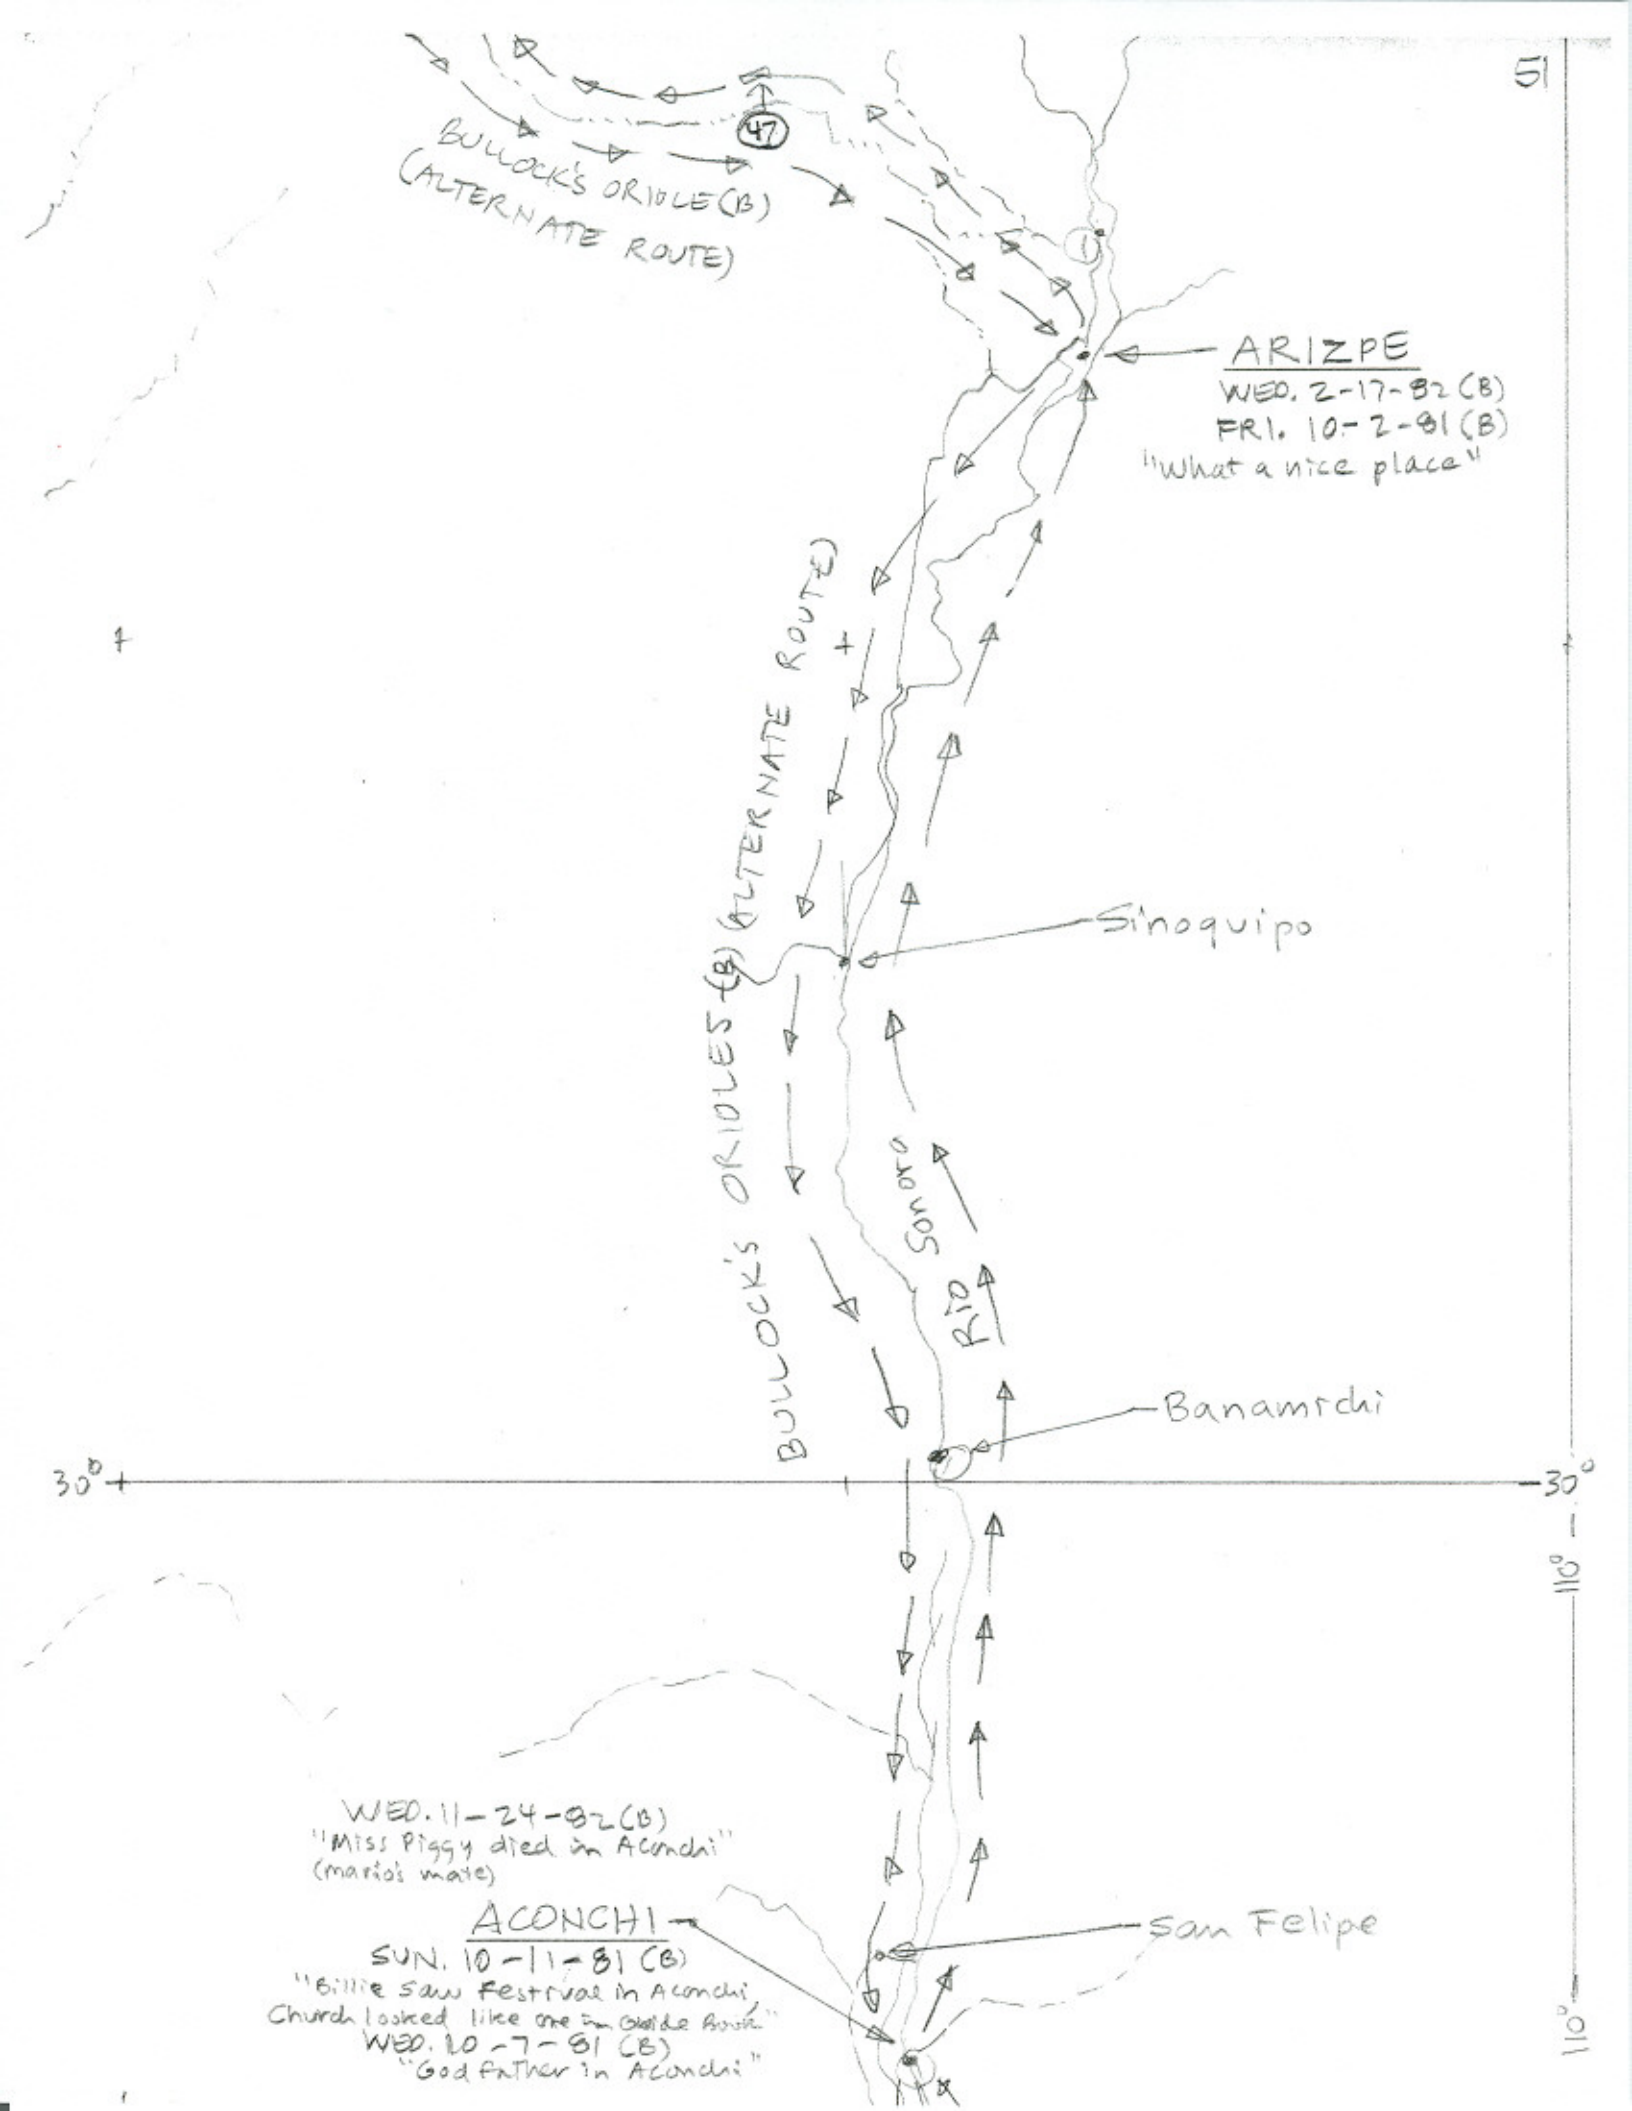 51
47
BULLOCK'S ORIOLE (B)
(ALTERNATE ROUTE)
ARIZPE
WED. 2-17-82 (B)
FRI. 10-2-81 (B)
"What a nice place"
BULLOCK'S ORIOLES (B) (ALTERNATE ROUTE)
Sinoquipo
Rio Sonora
Banamichi
30°
30°
110°
WED. 11-24-82 (B)
"Miss Piggy died in Aconchi"
(Mario's mate)
ACONCHI
SUN. 10-11-81 (B)
"Billie Saw Festival in Aconchi,
Church looked like one in Guide Book"
WED. 10-7-81 (B)
"Godfather in Aconchi"
San Felipe
110°